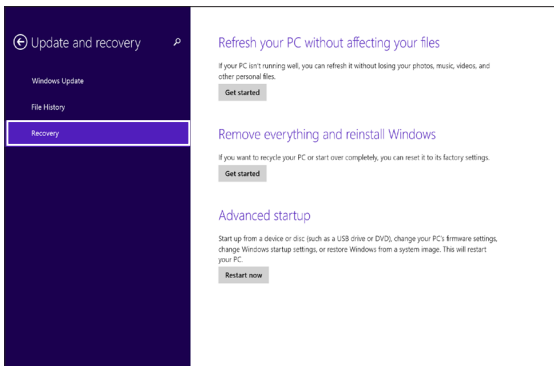 Update and recovery
Windows Update
File History
Recovery
Refresh your PC without affecting your files
If your PC isn't running well, you can refresh it without losing your photos, music, videos, and
other personal files.
Get started
Remove everything and reinstall Windows
If you want to recycle your PC or start over completely, you can reset it to its factory settings.
Get started
Advanced startup
Start up from a device or disc (such as a USB drive or DVD), change your PC's firmware settings,
change Windows startup settings, or restore Windows from a system image. This will restart
your PC.
Restart now